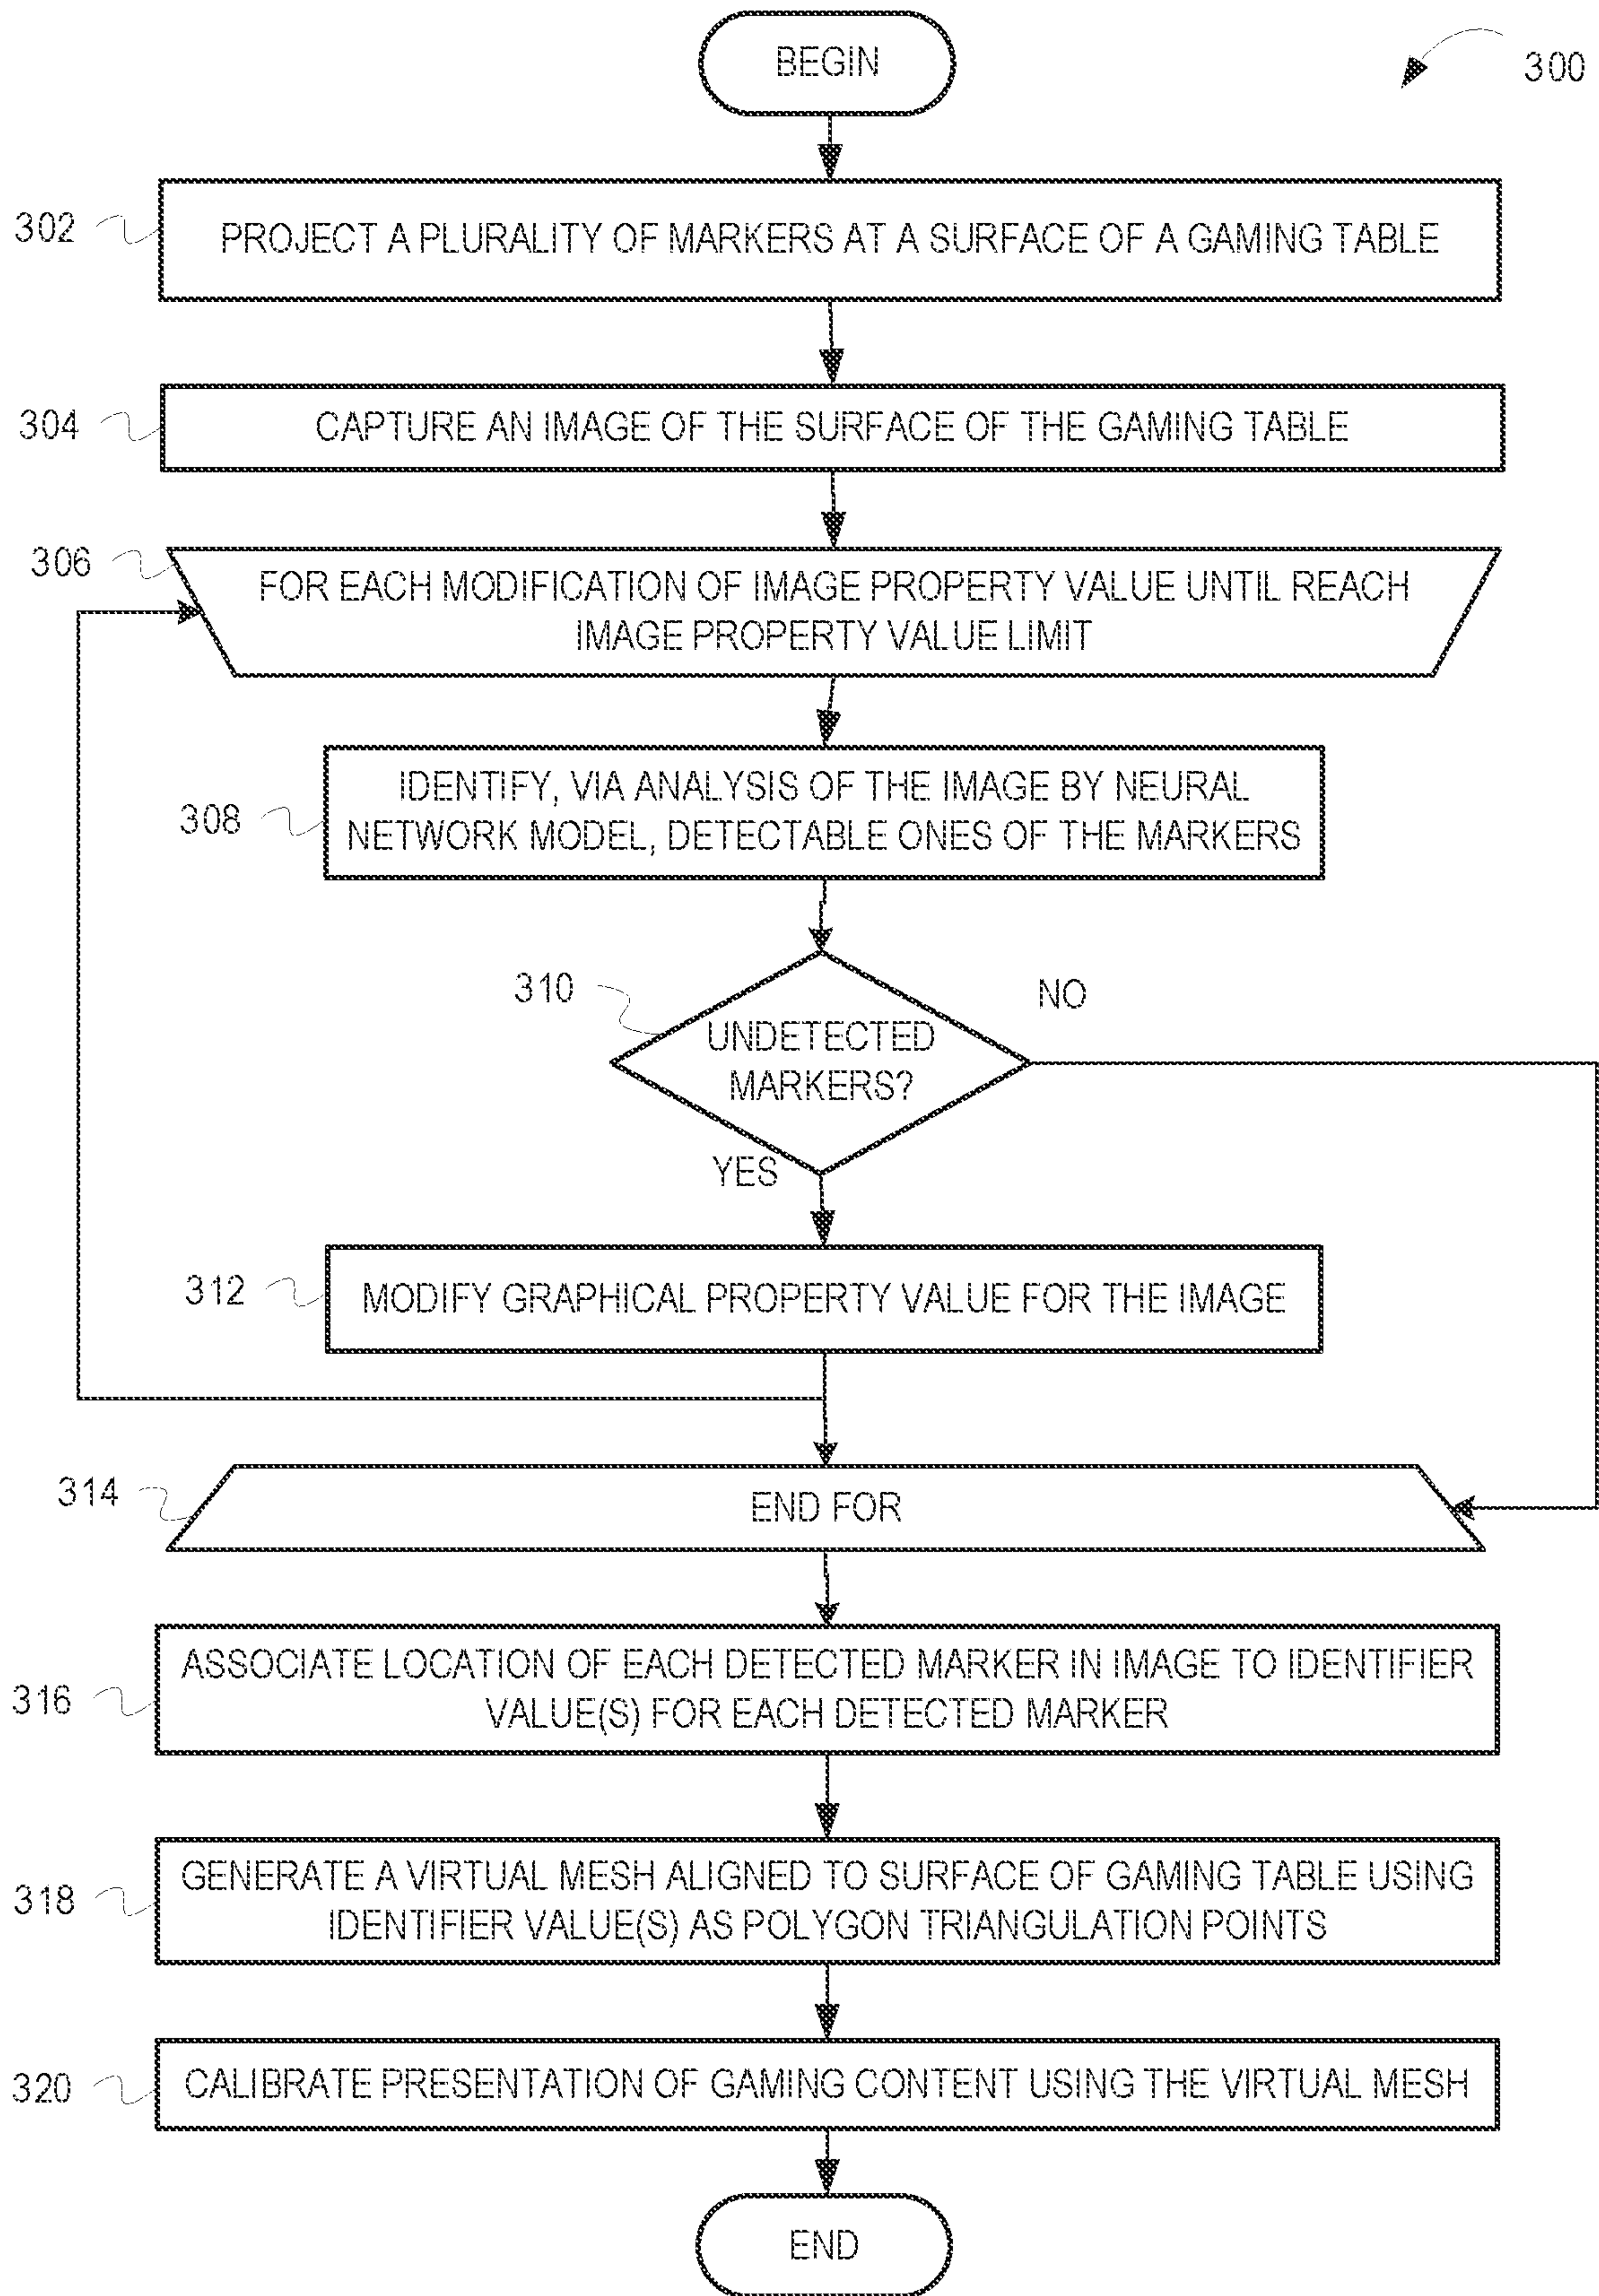 BEGIN
300
302
PROJECT A PLURALITY OF MARKERS AT A SURFACE OF A GAMING TABLE
304
CAPTURE AN IMAGE OF THE SURFACE OF THE GAMING TABLE
306
FOR EACH MODIFICATION OF IMAGE PROPERTY VALUE UNTIL REACH
IMAGE PROPERTY VALUE LIMIT
308
IDENTIFY, VIA ANALYSIS OF THE IMAGE BY NEURAL
NETWORK MODEL, DETECTABLE ONES OF THE MARKERS
310
NO
UNDETECTED
MARKERS?
YES
312
MODIFY GRAPHICAL PROPERTY VALUE FOR THE IMAGE
314
END FOR
316
ASSOCIATE LOCATION OF EACH DETECTED MARKER IN IMAGE TO IDENTIFIER
VALUE(S) FOR EACH DETECTED MARKER
318
GENERATE A VIRTUAL MESH ALIGNED TO SURFACE OF GAMING TABLE USING
IDENTIFIER VALUE(S) AS POLYGON TRIANGULATION POINTS
320
CALIBRATE PRESENTATION OF GAMING CONTENT USING THE VIRTUAL MESH
END